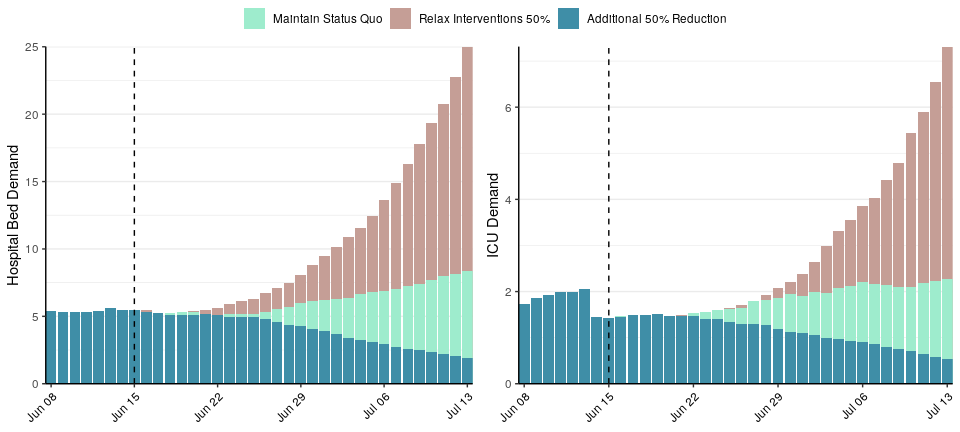 Maintain Status Quo Relax Interventions 50% Additional 50% Reduction
Hospital Bed Demand
25
20
15
10
5
0
Jun 08 Jun 15 Jun 22 Jun 29 Jul 06 Jul 13
ICU Demand
6
4
2
0
Jun 08 Jun 15 Jun 22 Jun 29 Jul 06 Jul 13